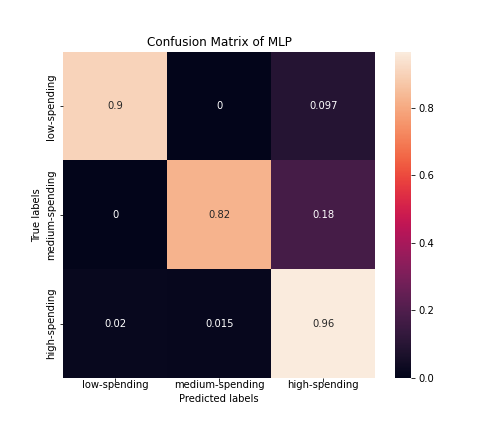 Confusion Matrix of MLP
True labels
low-spending
medium-spending
high-spending
0.9 0 0.097
0 0.82 0.18
0.02 0.015 0.96
low-spending medium-spending high-spending
Predicted labels
0.8
0.6
0.4
0.2
0.0